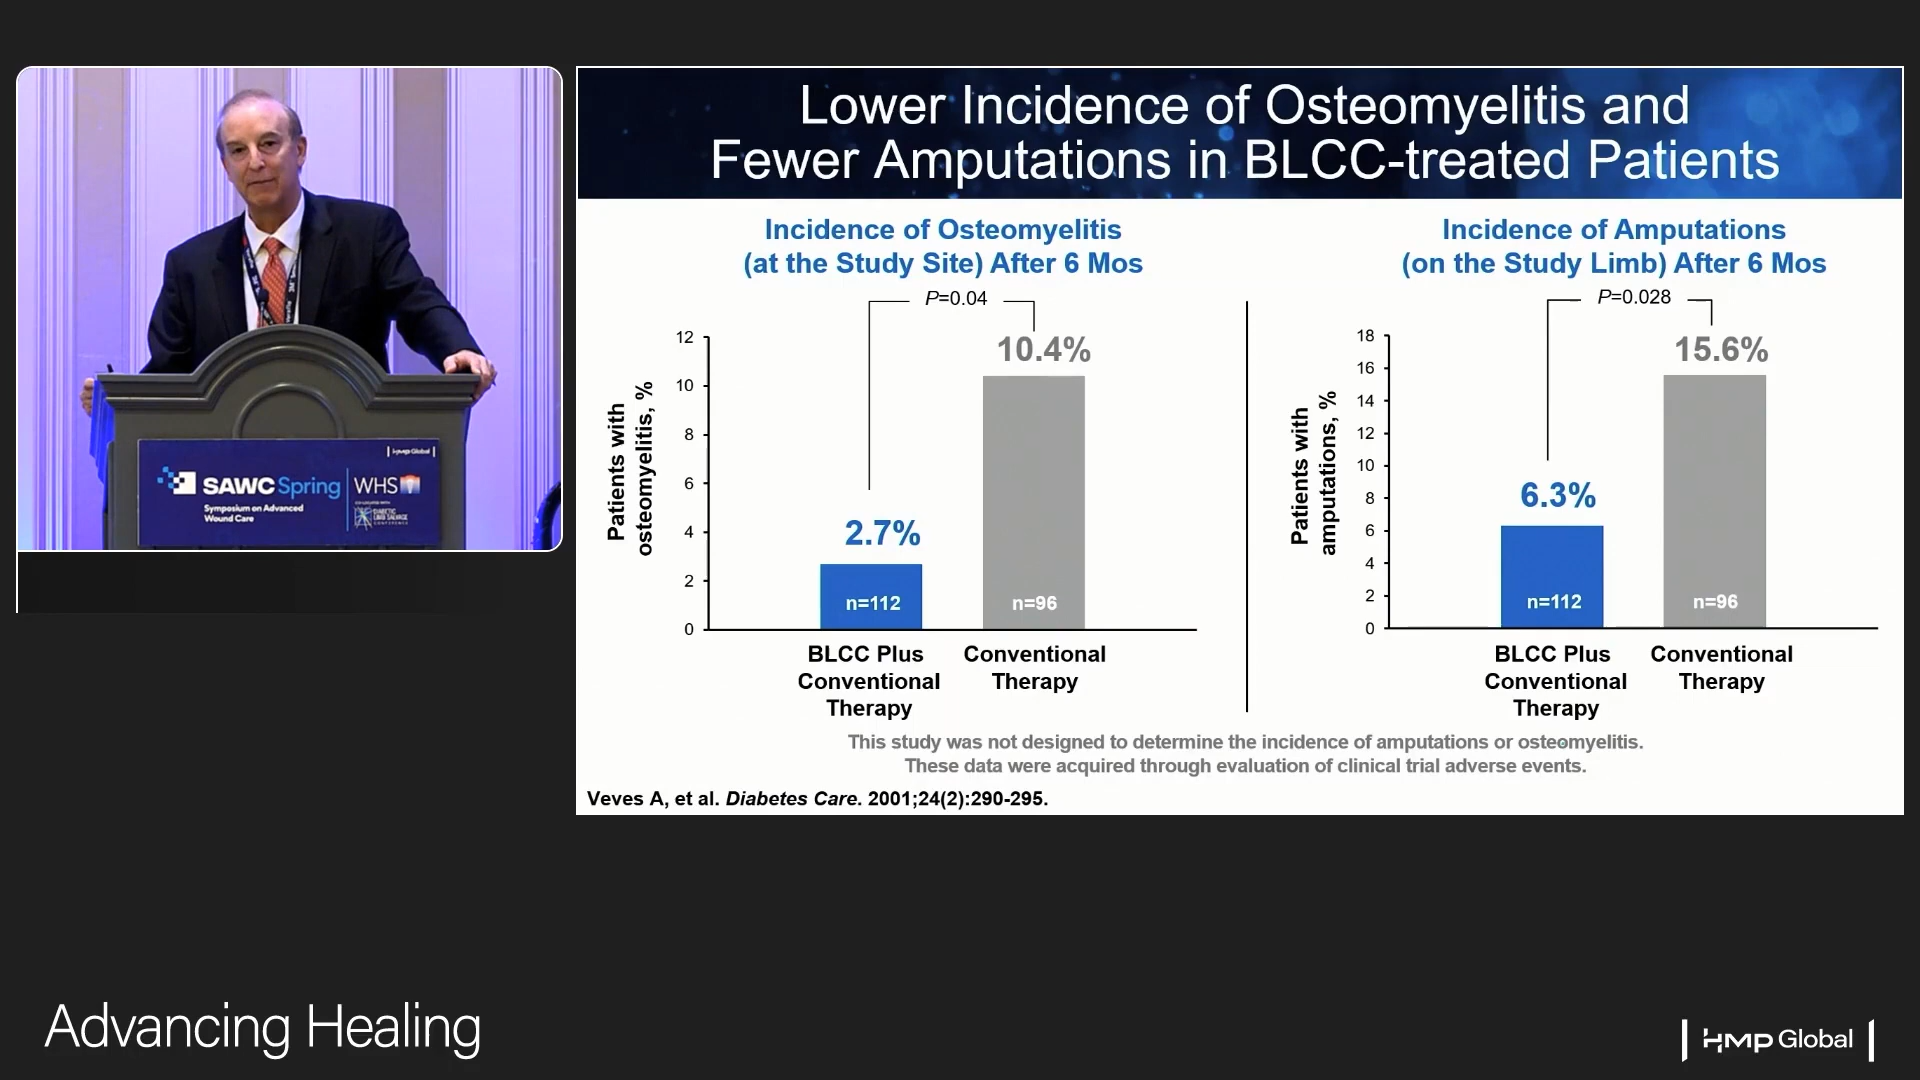 Lower Incidence of Osteomyelitis and
Fewer Amputations in BLCC-treated Patients
Incidence of Osteomyelitis
(at the Study Site) After 6 Mos
P=0.04
12
10
8
6
4
2
0
Patients with
osteomyelitis, %
10.4%
2.7%
n=112
n=96
BLCC Plus
Conventional
Therapy
Conventional
Therapy
Incidence of Amputations
(on the Study Limb) After 6 Mos
P=0.028
18
16
14
12
10
8
6
4
2
0
Patients with
amputations, %
15.6%
6.3%
n=112
n=96
BLCC Plus
Conventional
Therapy
Conventional
Therapy
This study was not designed to determine the incidence of amputations or osteomyelitis.
These data were acquired through evaluation of clinical trial adverse events.
Veves A, et al. Diabetes Care. 2001;24(2):290-295.
HMP Global
SAWC Spring
WHS
Symposium on Advanced
Wound Care
DIABETIC
LIMB SALVAGE
CONFERENCE
Advancing Healing
HMP Global